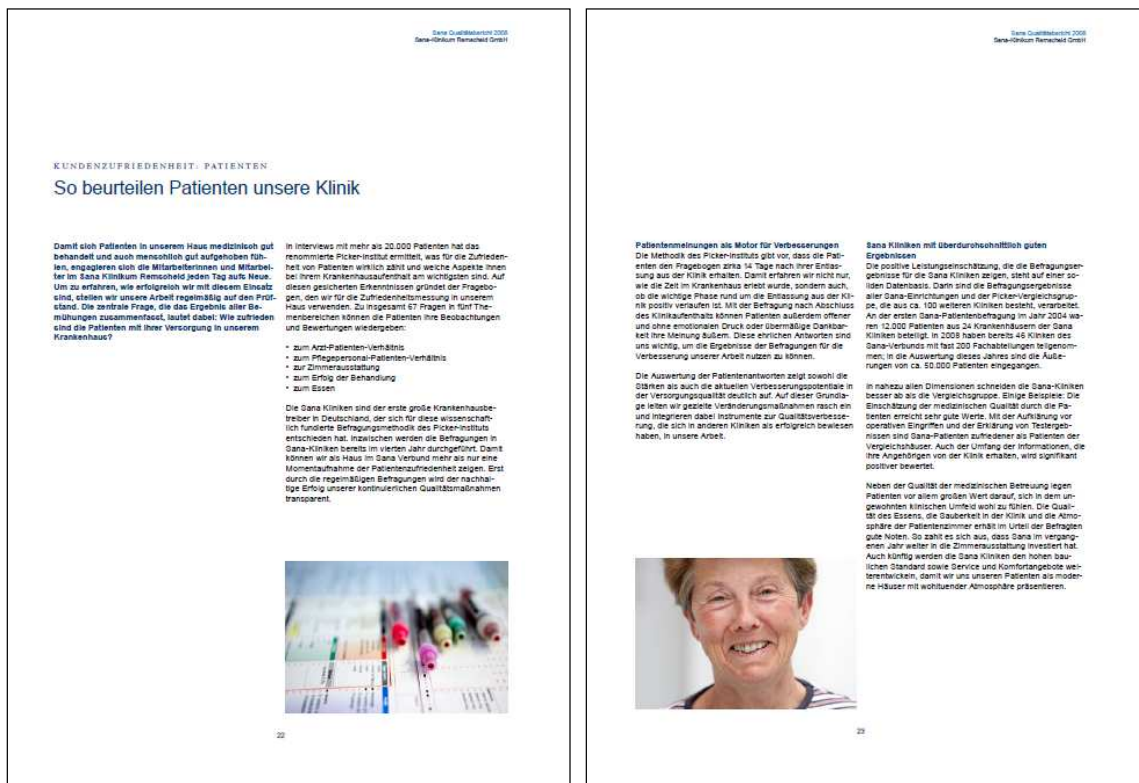 Sana Qualitätsbericht 2008
Sana-Klinikum Remscheid GmbH
KUNDENZUFRIEDENHEIT: PATIENTEN
So beurteilen Patienten unsere Klinik
Damit sich Patienten in unserem Haus medizinisch gut
behandelt und auch menschlich gut aufgehoben füh-
len, engagieren sich die Mitarbeiterinnen und Mitarbei-
ter im Sana Klinikum Remscheid jeden Tag aufs Neue.
Um zu erfahren, wie erfolgreich wir mit diesem Einsatz
sind, stellen wir unsere Arbeit regelmäßig auf den Prüf-
stand. Die zentrale Frage, die das Ergebnis aller Be-
mühungen zusammenfasst, lautet dabei: Wie zufrieden
sind die Patienten mit ihrer Versorgung in unserem
Krankenhaus?
In Interviews mit mehr als 20.000 Patienten hat das
renommierte Picker-Institut ermittelt, was für die Zufrieden-
heit von Patienten wirklich zählt und welche Aspekte ihnen
bei ihrem Krankenhausaufenthalt am wichtigsten sind. Auf
diesen gesicherten Erkenntnissen gründet der Fragebo-
gen, den wir für die Zufriedenheitsmessung in unserem
Haus verwenden. Zu insgesamt 67 Fragen in fünf The-
menbereichen können die Patienten ihre Beobachtungen
und Bewertungen wiedergeben:
• zum Arzt-Patienten-Verhältnis
• zum Pflegepersonal-Patienten-Verhältnis
• zur Zimmerausstattung
• zum Erfolg der Behandlung
• zum Essen
Die Sana Kliniken sind der erste große Krankenhausbe-
treiber in Deutschland, der sich für diese wissenschaft-
lich fundierte Befragungsmethodik des Picker-Instituts
entschieden hat. Inzwischen werden die Befragungen in
Sana-Kliniken bereits im vierten Jahr durchgeführt. Damit
können wir als Haus im Sana Verbund mehr als nur eine
Momentaufnahme der Patientenzufriedenheit zeigen. Erst
durch die regelmäßigen Befragungen wird der nachhal-
tige Erfolg unserer kontinuierlichen Qualitätsmaßnahmen
transparent.
22
Sana Qualitätsbericht 2008
Sana-Klinikum Remscheid GmbH
Patientenmeinungen als Motor für Verbesserungen
Die Methodik des Picker-Instituts gibt vor, dass die Pati-
enten den Fragebogen zirka 14 Tage nach ihrer Entlas-
sung aus der Klinik erhalten. Damit erfahren wir nicht nur,
wie die Zeit im Krankenhaus erlebt wurde, sondern auch,
ob die wichtige Phase rund um die Entlassung aus der Kli-
nik positiv verlaufen ist. Mit der Befragung nach Abschluss
des Klinikaufenthalts können Patienten außerdem offener
und ohne emotionalen Druck oder übermäßige Dankbar-
keit ihre Meinung äußern. Diese ehrlichen Antworten sind
uns wichtig, um die Ergebnisse der Befragungen für die
Verbesserung unserer Arbeit nutzen zu können.
Die Auswertung der Patientenantworten zeigt sowohl die
Stärken als auch die aktuellen Verbesserungspotentiale in
der Versorgungsqualität deutlich auf. Auf dieser Grundla-
ge leiten wir gezielte Veränderungsmaßnahmen rasch ein
und integrieren dabei Instrumente zur Qualitätsverbesse-
rung, die sich in anderen Kliniken als erfolgreich bewiesen
haben, in unsere Arbeit.
Sana Kliniken mit überdurchschnittlich guten
Ergebnissen
Die positive Leistungseinschätzung, die die Befragungser-
gebnisse für die Sana Kliniken zeigen, steht auf einer so-
liden Datenbasis. Darin sind die Befragungsergebnisse
aller Sana-Einrichtungen und der Picker-Vergleichsgrup-
pe, die aus ca. 100 weiteren Kliniken besteht, verarbeitet.
An der ersten Sana-Patientenbefragung im Jahr 2004 wa-
ren 12.000 Patienten aus 24 Krankenhäusern der Sana
Kliniken beteiligt. In 2008 haben bereits 46 Kliniken des
Sana-Verbunds mit fast 200 Fachabteilungen teilgenom-
men; in die Auswertung dieses Jahres sind die Äuße-
rungen von ca. 50.000 Patienten eingegangen.
In nahezu allen Dimensionen schneiden die Sana-Kliniken
besser ab als die Vergleichsgruppe. Einige Beispiele: Die
Einschätzung der medizinischen Qualität durch die Pa-
tienten erreicht sehr gute Werte. Mit der Aufklärung vor
operativen Eingriffen und der Erklärung von Testergeb-
nissen sind Sana-Patienten zufriedener als Patienten der
Vergleichshäuser. Auch der Umfang der Informationen, die
ihre Angehörigen von der Klinik erhalten, wird signifikant
positiver bewertet.
Neben der Qualität der medizinischen Betreuung legen
Patienten vor allem großen Wert darauf, sich in dem un-
gewohnten klinischen Umfeld wohl zu fühlen. Die Quali-
tät des Essens, die Sauberkeit in der Klinik und die Atmo-
sphäre der Patientenzimmer erhält im Urteil der Befragten
gute Noten. So zahlt es sich aus, dass Sana im vergang-
enen Jahr weiter in die Zimmerausstattung investiert hat.
Auch künftig werden die Sana Kliniken den hohen bau-
lichen Standard sowie Service und Komfortangebote wei-
terentwickeln, damit wir uns unseren Patienten als moder-
ne Häuser mit wohltuender Atmosphäre präsentieren.
23